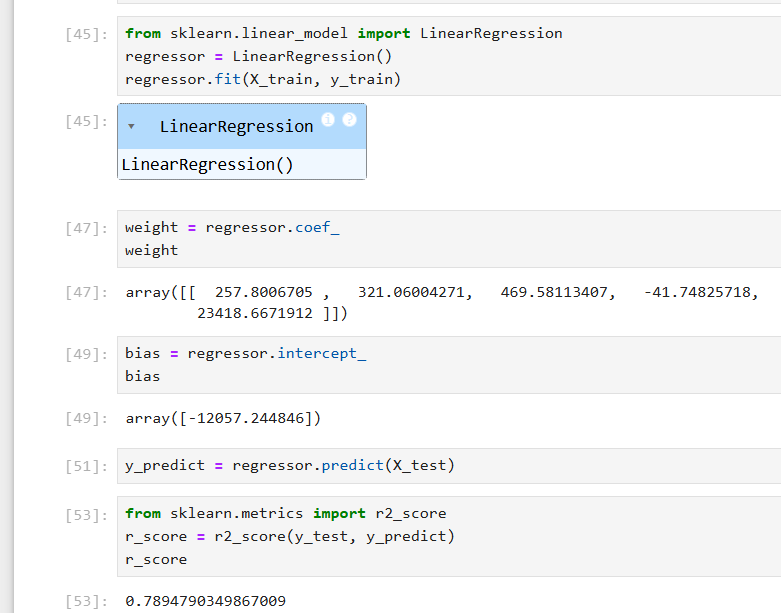 [45]: from sklearn.linear_model import LinearRegression
regressor = LinearRegression()
regressor.fit(X_train, y_train)
[45]: ▾ LinearRegression i ?
LinearRegression()
[47]: weight = regressor.coef_
weight
[47]: array([[  257.8006705 ,   321.06004271,   469.58113407,   -41.74825718,
23418.6671912 ]])
[49]: bias = regressor.intercept_
bias
[49]: array([-12057.244846])
[51]: y_predict = regressor.predict(X_test)
[53]: from sklearn.metrics import r2_score
r_score = r2_score(y_test, y_predict)
r_score
[53]: 0.7894790349867009